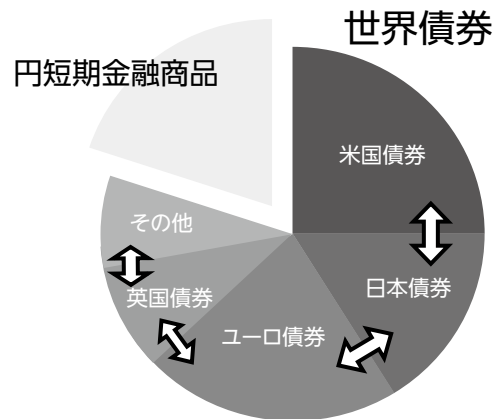 世界債券
円短期金融商品
米国債券
その他
日本債券
英国債券
ユーロ債券